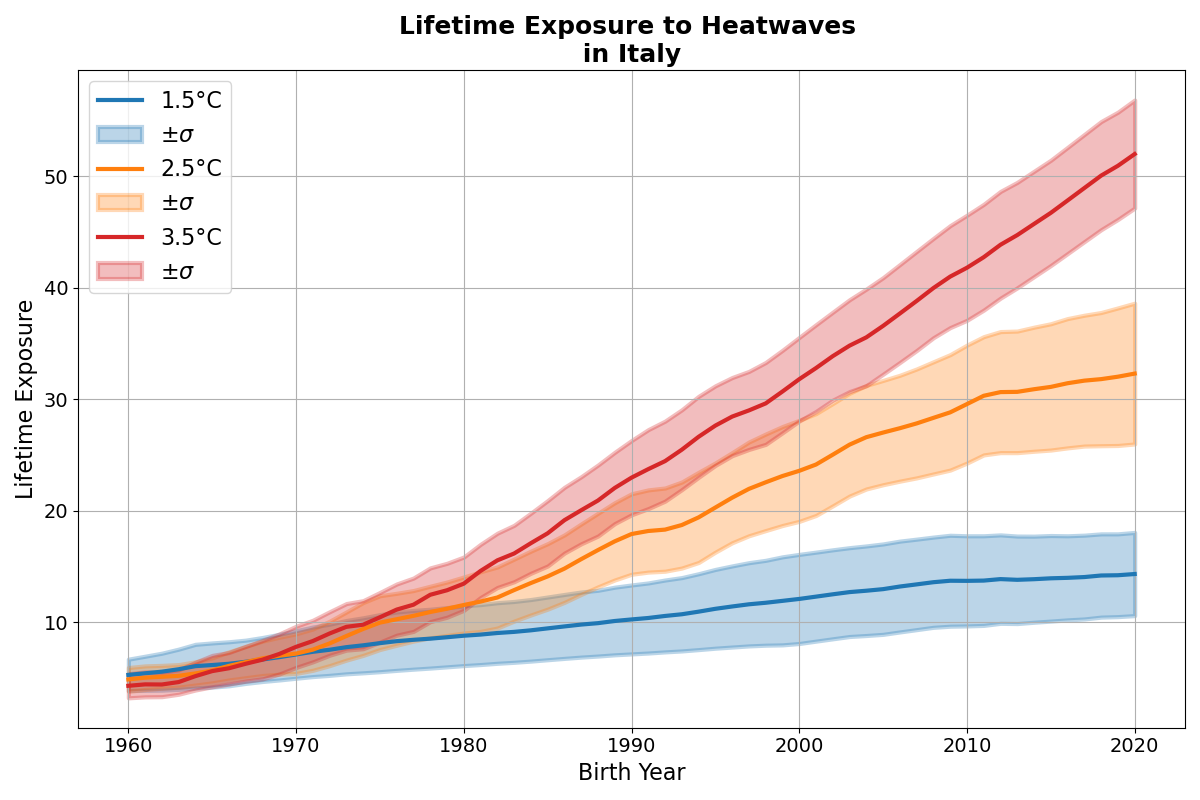 Lifetime Exposure to Heatwaves
in Italy
1.5°C
±σ
2.5°C
±σ
3.5°C
±σ
Lifetime Exposure
50
40
30
20
10
1960 1970 1980 1990 2000 2010 2020
Birth Year